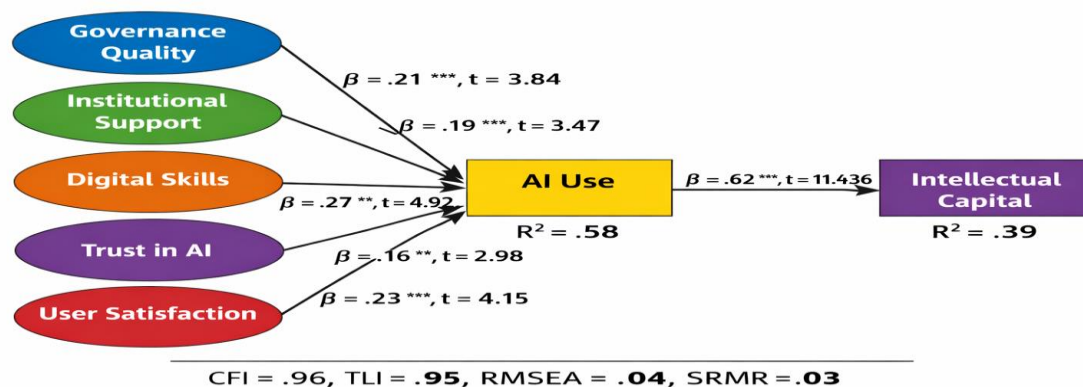 Governance
Quality
β = .21 ***, t = 3.84
Institutional
Support
β = .19 ***, t = 3.47
Digital Skills
β = .27 **, t = 4.92
AI Use
R² = .58
β = .62 ***, t = 11.436
Intellectual
Capital
R² = .39
Trust in AI
β = .16 **, t = 2.98
User Satisfaction
β = .23 ***, t = 4.15
CFI = .96, TLI = .95, RMSEA = .04, SRMR = .03